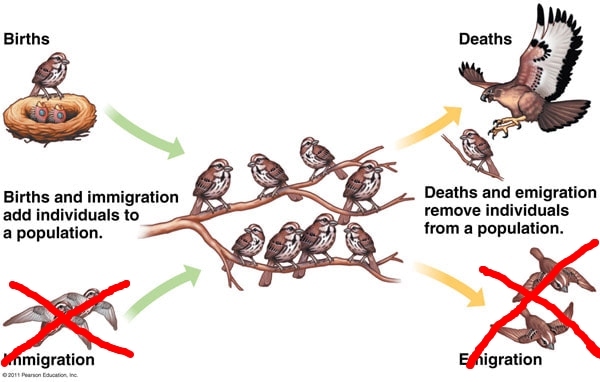 Births
Deaths
Births and immigration
add individuals to
a population.
Deaths and emigration
remove individuals
from a population.
Immigration
Emigration
© 2011 Pearson Education, Inc.